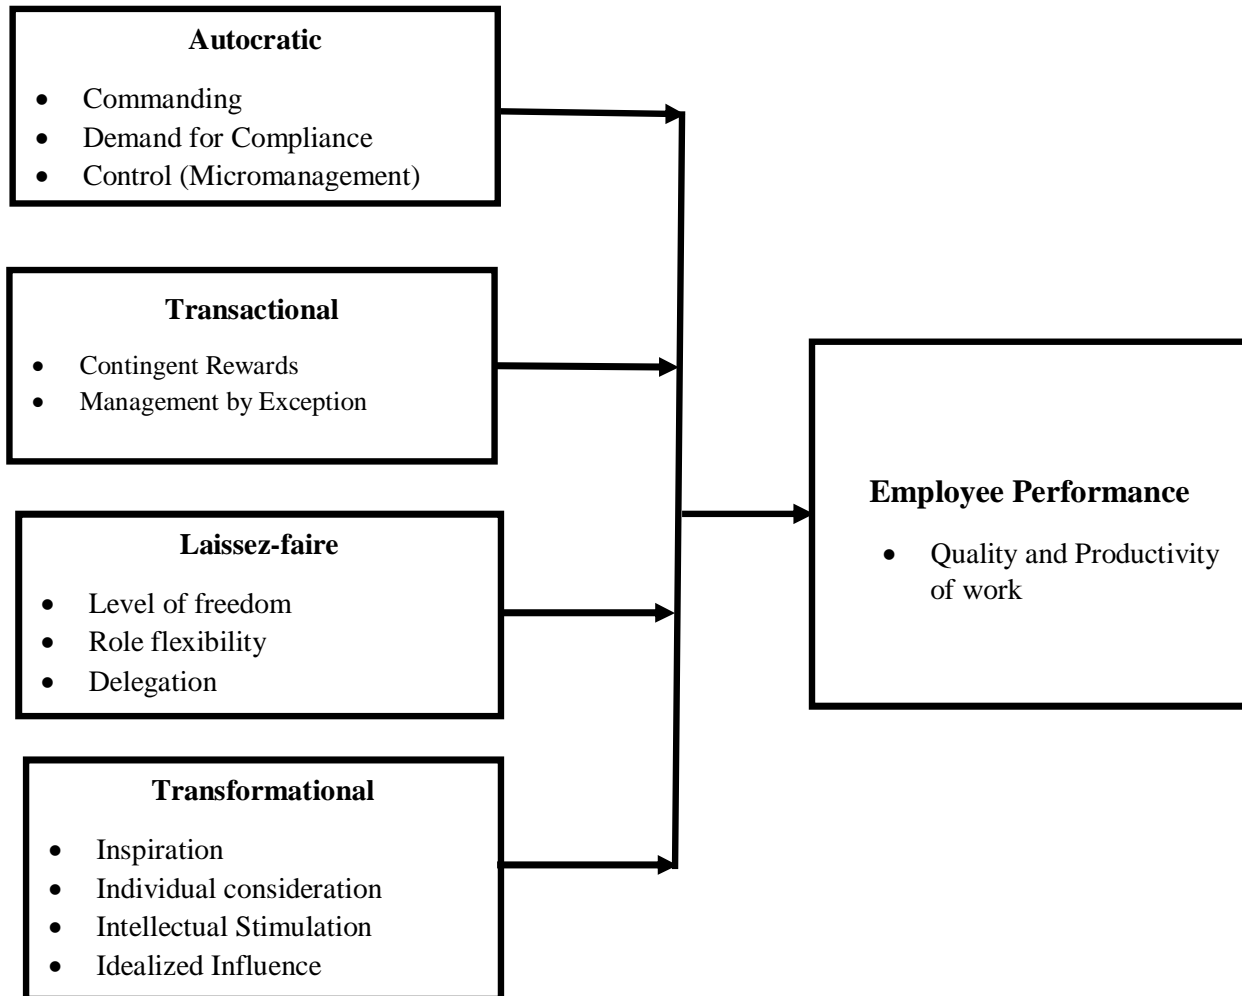 Autocratic
• Commanding
• Demand for Compliance
• Control (Micromanagement)
Transactional
• Contingent Rewards
• Management by Exception
Laissez-faire
• Level of freedom
• Role flexibility
• Delegation
Transformational
• Inspiration
• Individual consideration
• Intellectual Stimulation
• Idealized Influence
Employee Performance
• Quality and Productivity
of work